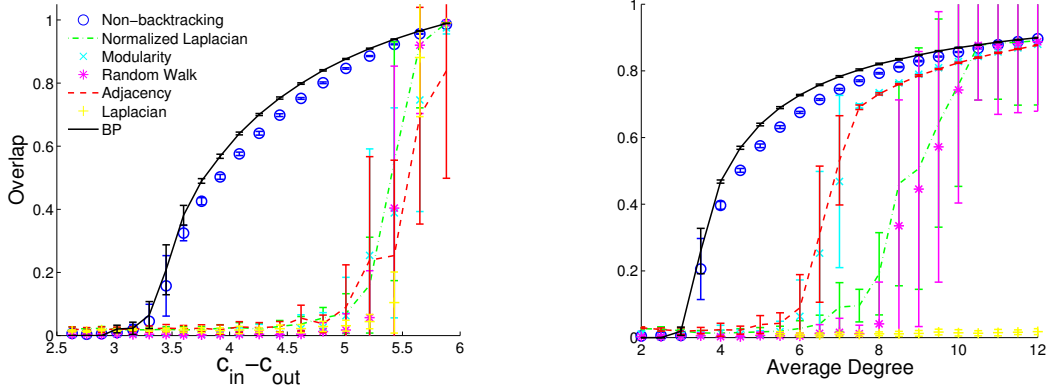 Non-backtracking
Normalized Laplacian
Modularity
Random Walk
Adjacency
Laplacian
BP
Overlap
1
0.8
0.6
0.4
0.2
0
2.5 3 3.5 4 4.5 5 5.5 6
c_in−c_out
1
0.8
0.6
0.4
0.2
0
2 4 6 8 10 12
Average Degree